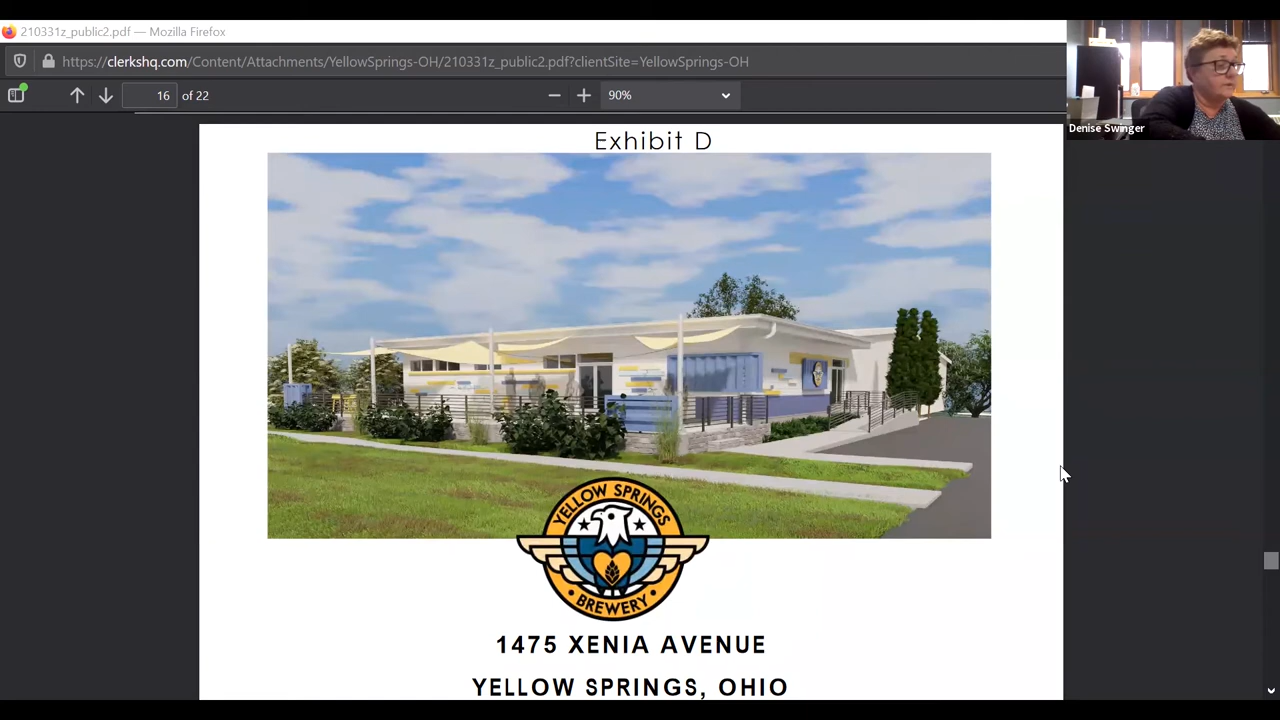 210331z_public2.pdf — Mozilla Firefox
https://clerkshq.com/Content/Attachments/YellowSprings-OH/210331z_public2.pdf?clientSite=YellowSprings-OH
16 of 22
90%
Denise Swinger
Exhibit D
YELLOW SPRINGS
BREWERY
1475 XENIA AVENUE
YELLOW SPRINGS, OHIO